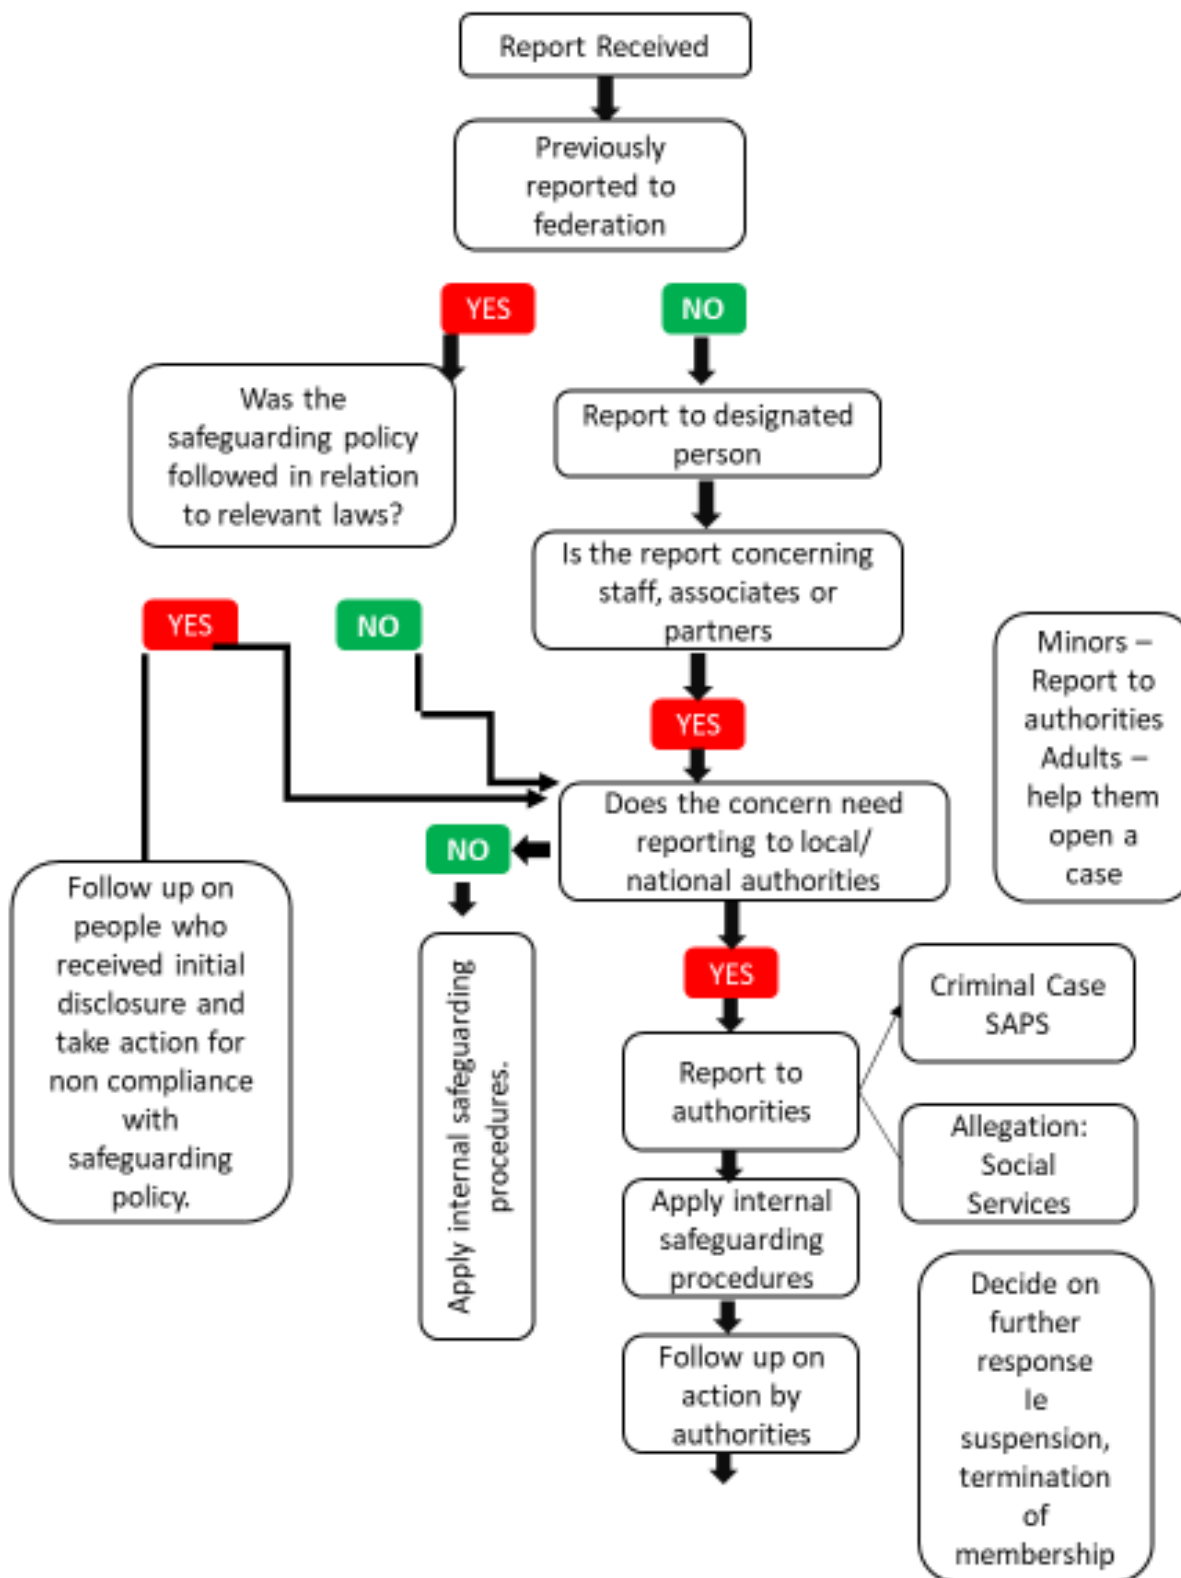 Report Received
Previously
reported to
federation
YES
NO
Was the
safeguarding policy
followed in relation
to relevant laws?
Report to designated
person
Is the report concerning
staff, associates or
partners
YES
NO
YES
Minors –
Report to
authorities
Adults –
help them
open a
case
Does the concern need
reporting to local/
national authorities
NO
Follow up on
people who
received initial
disclosure and
take action for
non compliance
with
safeguarding
policy.
Apply internal safeguarding
procedures.
YES
Report to
authorities
Criminal Case
SAPS
Allegation:
Social
Services
Apply internal
safeguarding
procedures
Follow up on
action by
authorities
Decide on
further
response
Ie
suspension,
termination
of
membership